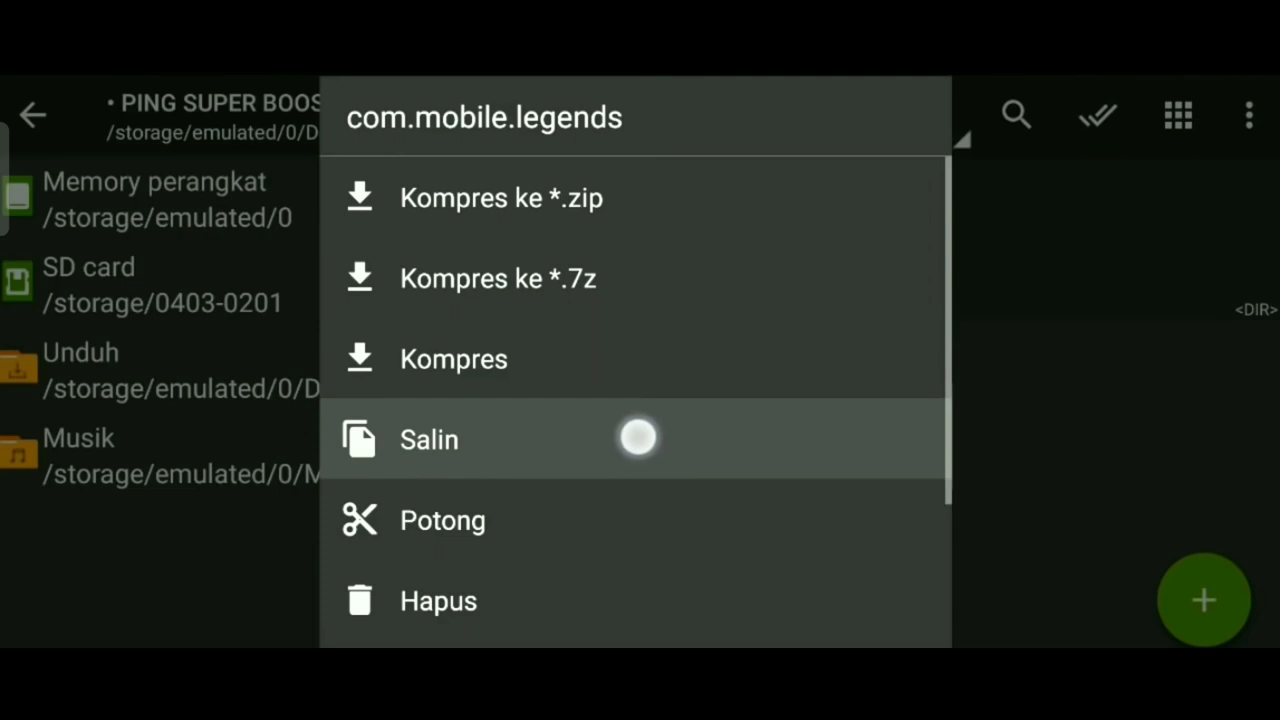 • PING SUPER BOOS
/storage/emulated/0/D
Memory perangkat
/storage/emulated/0
SD card
/storage/0403-0201
Unduh
/storage/emulated/0/D
Musik
/storage/emulated/0/M
com.mobile.legends
Kompres ke *.zip
Kompres ke *.7z
Kompres
Salin
Potong
Hapus
<DIR>